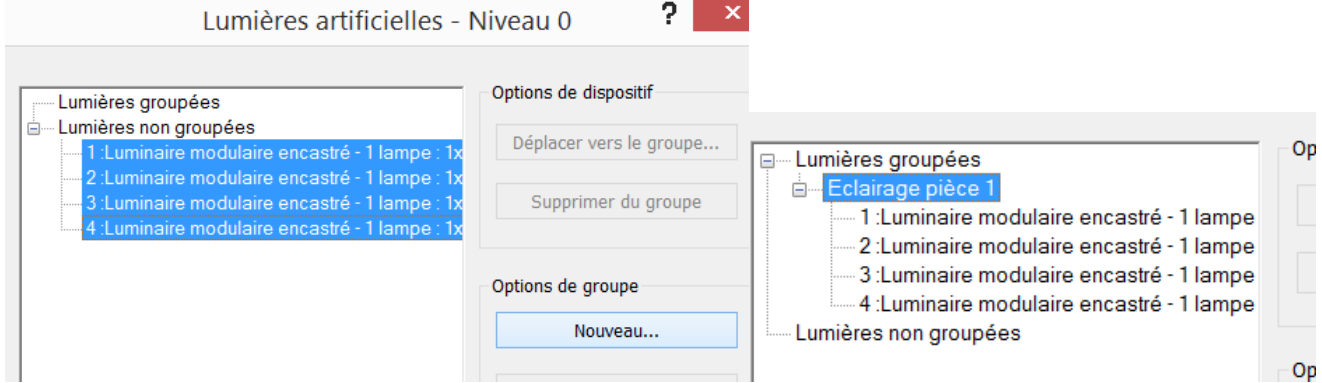 Lumières artificielles - Niveau 0
?
Lumières groupées
Lumières non groupées
1 :Luminaire modulaire encastré - 1 lampe : 1x
2 :Luminaire modulaire encastré - 1 lampe : 1x
3 :Luminaire modulaire encastré - 1 lampe : 1x
4 :Luminaire modulaire encastré - 1 lampe : 1x
Options de dispositif
Déplacer vers le groupe...
Supprimer du groupe
Options de groupe
Nouveau...
Lumières groupées
Eclairage pièce 1
1 :Luminaire modulaire encastré - 1 lampe
2 :Luminaire modulaire encastré - 1 lampe
3 :Luminaire modulaire encastré - 1 lampe
4 :Luminaire modulaire encastré - 1 lampe
Lumières non groupées
Op
Op